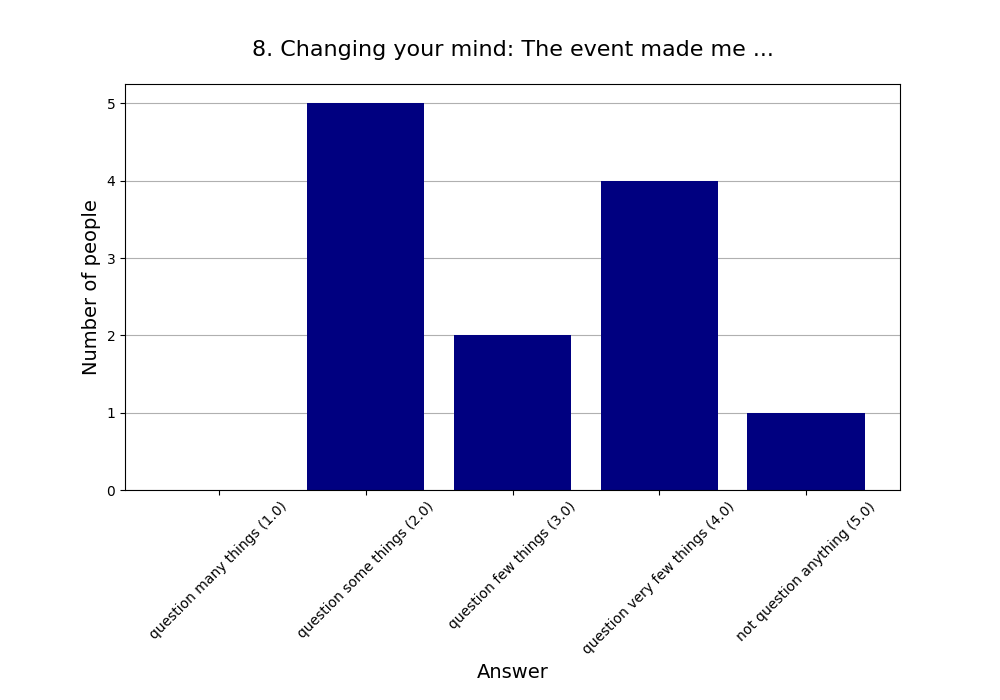 8. Changing your mind: The event made me ...
Number of people
5
4
3
2
1
0
question many things (1.0)
question some things (2.0)
question few things (3.0)
question very few things (4.0)
not question anything (5.0)
Answer